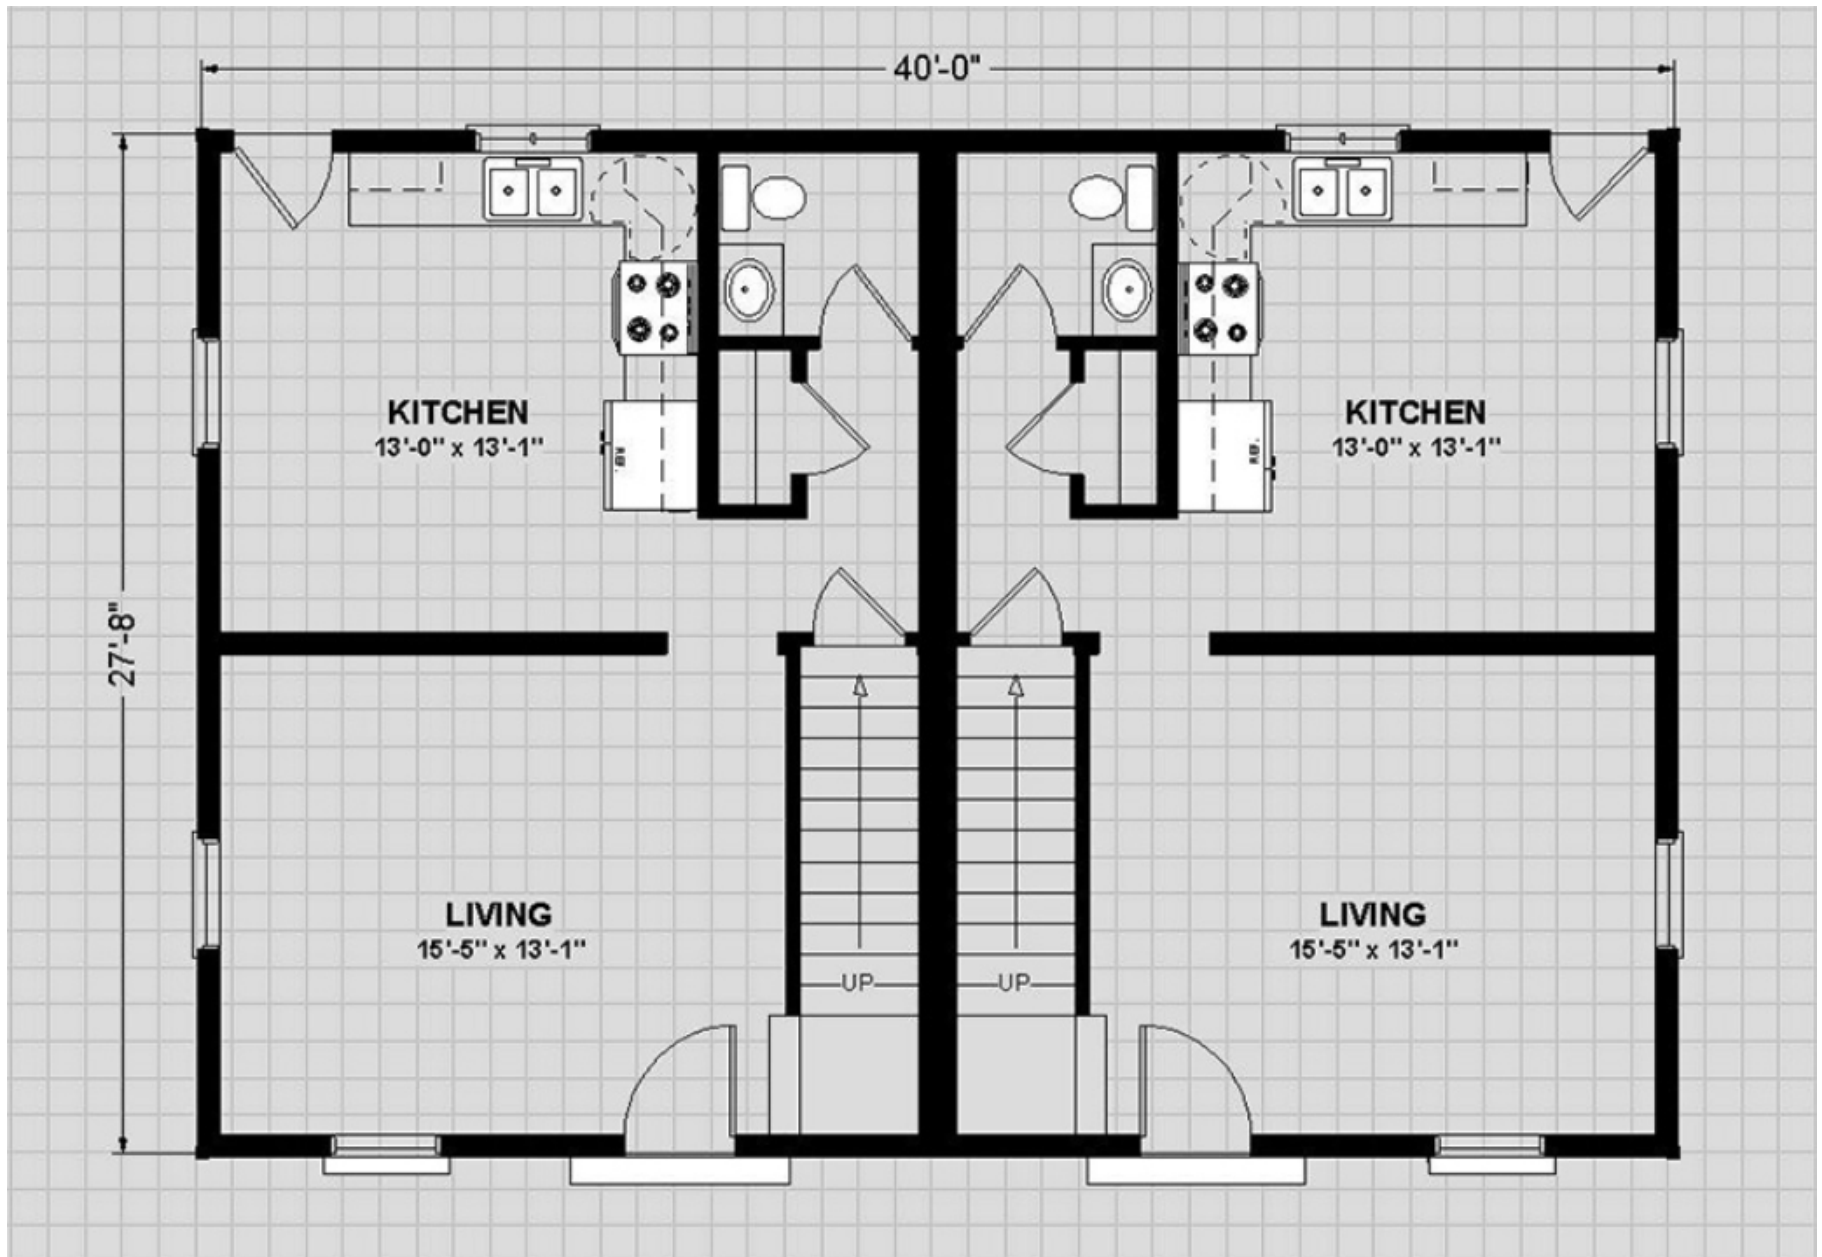 40'-0"
27'-8"
KITCHEN
13'-0" x 13'-1"
KITCHEN
13'-0" x 13'-1"
LIVING
15'-5" x 13'-1"
LIVING
15'-5" x 13'-1"
UP
UP